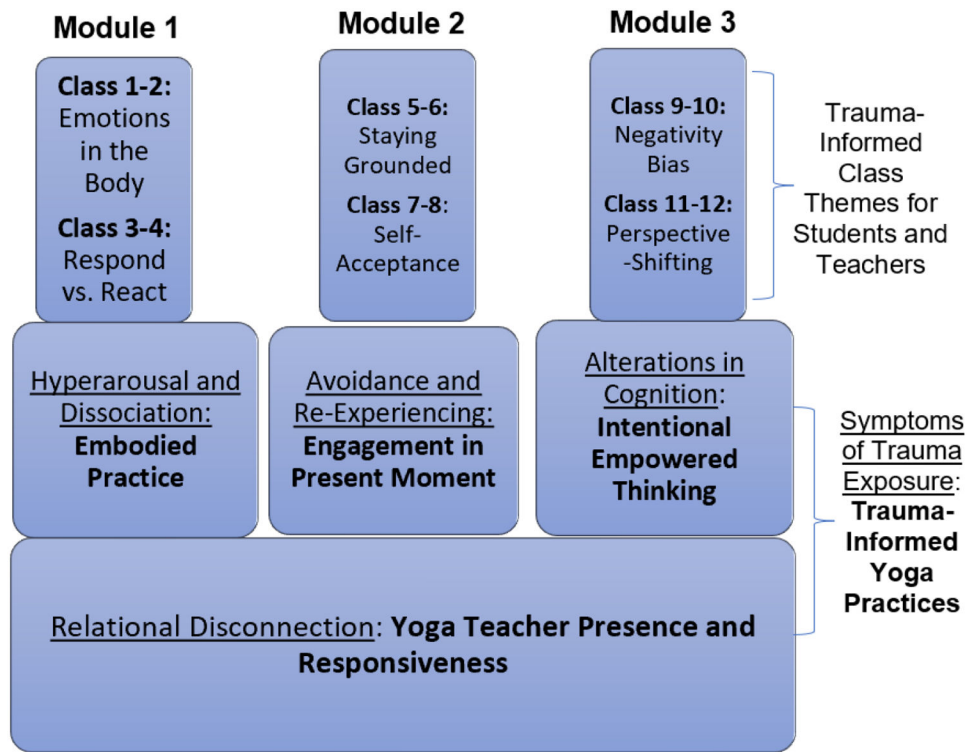 Module 1
Module 2
Module 3
Class 1-2:
Emotions
in the
Body
Class 3-4:
Respond
vs. React
Class 5-6:
Staying
Grounded
Class 7-8:
Self-
Acceptance
Class 9-10:
Negativity
Bias
Class 11-12:
Perspective
-Shifting
Trauma-
Informed
Class
Themes for
Students and
Teachers
Hyperarousal and
Dissociation:
Embodied
Practice
Avoidance and
Re-Experiencing:
Engagement in
Present Moment
Alterations in
Cognition:
Intentional
Empowered
Thinking
Symptoms
of Trauma
Exposure:
Trauma-
Informed
Yoga
Practices
Relational Disconnection: Yoga Teacher Presence and
Responsiveness